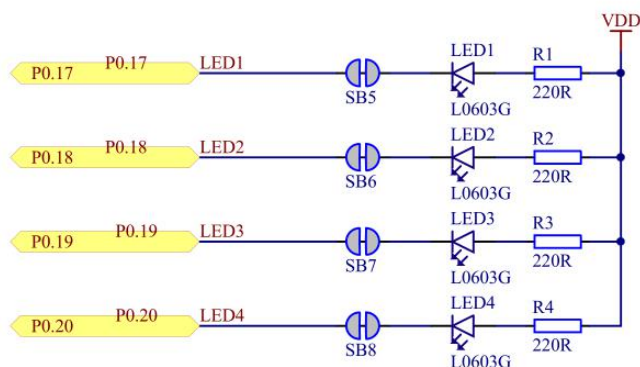 VDD
P0.17 P0.17 LED1 SB5 LED1 L0603G R1 220R
P0.18 P0.18 LED2 SB6 LED2 L0603G R2 220R
P0.19 P0.19 LED3 SB7 LED3 L0603G R3 220R
P0.20 P0.20 LED4 SB8 LED4 L0603G R4 220R